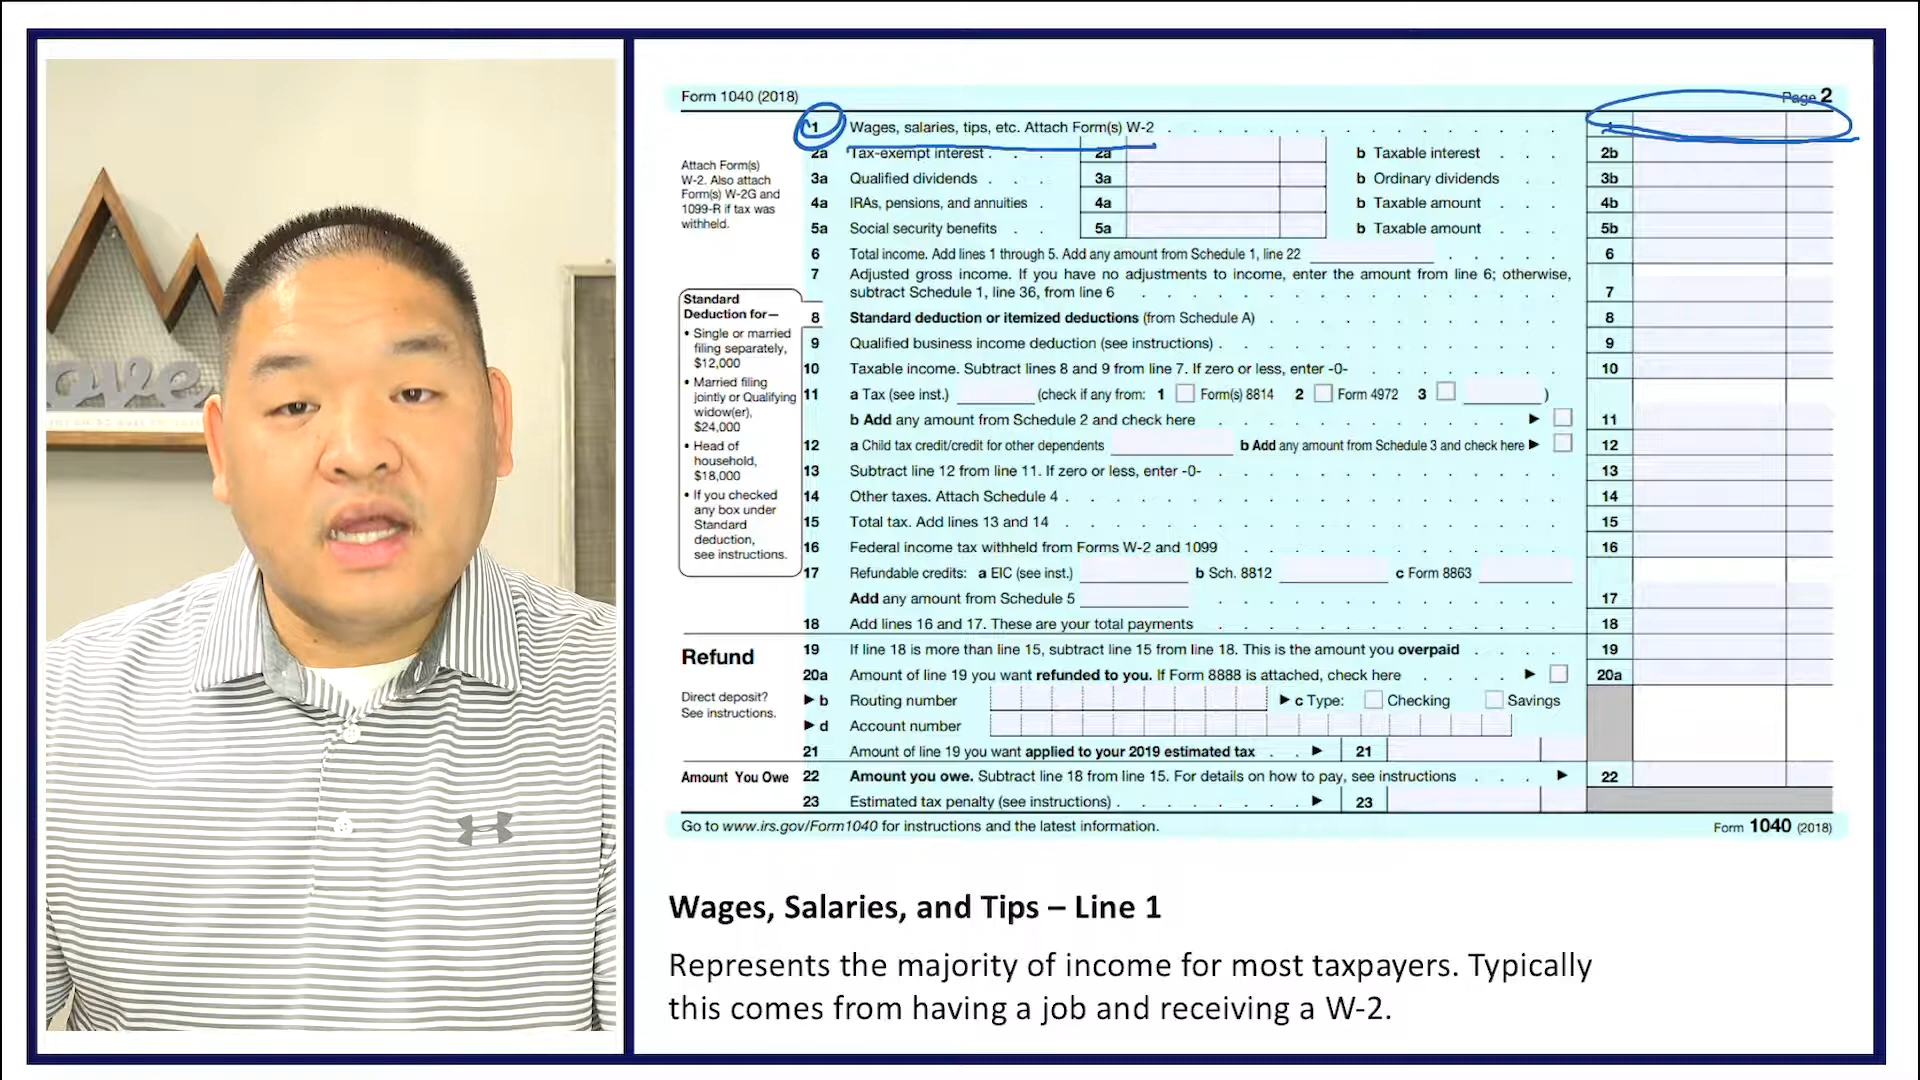 ove
Form 1040 (2018) Page 2
1 Wages, salaries, tips, etc. Attach Form(s) W-2
2a Tax-exempt interest 2a b Taxable interest 2b
Attach Form(s)
W-2. Also attach
Form(s) W-2G and
1099-R if tax was
withheld.
3a Qualified dividends 3a b Ordinary dividends 3b
4a IRAs, pensions, and annuities 4a b Taxable amount 4b
5a Social security benefits 5a b Taxable amount 5b
6 Total income. Add lines 1 through 5. Add any amount from Schedule 1, line 22 6
7 Adjusted gross income. If you have no adjustments to income, enter the amount from line 6; otherwise,
subtract Schedule 1, line 36, from line 6 7
Standard
Deduction for—
• Single or married
filing separately,
$12,000
• Married filing
jointly or Qualifying
widow(er),
$24,000
• Head of
household,
$18,000
• If you checked
any box under
Standard
deduction,
see instructions.
8 Standard deduction or itemized deductions (from Schedule A) 8
9 Qualified business income deduction (see instructions) 9
10 Taxable income. Subtract lines 8 and 9 from line 7. If zero or less, enter -0- 10
11 a Tax (see inst.) (check if any from: 1 Form(s) 8814 2 Form 4972 3 )
b Add any amount from Schedule 2 and check here 11
12 a Child tax credit/credit for other dependents b Add any amount from Schedule 3 and check here 12
13 Subtract line 12 from line 11. If zero or less, enter -0- 13
14 Other taxes. Attach Schedule 4 14
15 Total tax. Add lines 13 and 14 15
16 Federal income tax withheld from Forms W-2 and 1099 16
17 Refundable credits: a EIC (see inst.) b Sch. 8812 c Form 8863
Add any amount from Schedule 5 17
18 Add lines 16 and 17. These are your total payments 18
Refund 19 If line 18 is more than line 15, subtract line 15 from line 18. This is the amount you overpaid 19
20a Amount of line 19 you want refunded to you. If Form 8888 is attached, check here 20a
Direct deposit?
See instructions.
b Routing number c Type: Checking Savings
d Account number
21 Amount of line 19 you want applied to your 2019 estimated tax 21
Amount You Owe 22 Amount you owe. Subtract line 18 from line 15. For details on how to pay, see instructions 22
23 Estimated tax penalty (see instructions) 23
Go to www.irs.gov/Form1040 for instructions and the latest information. Form 1040 (2018)
Wages, Salaries, and Tips – Line 1
Represents the majority of income for most taxpayers. Typically
this comes from having a job and receiving a W-2.